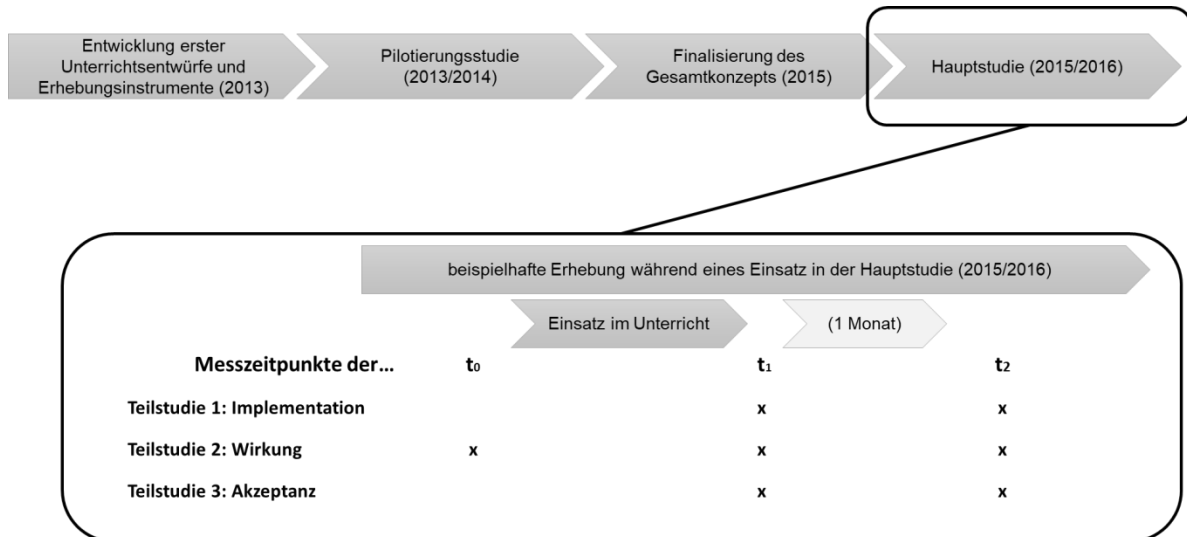 Entwicklung erster
Unterrichtsentwürfe und
Erhebungsinstrumente (2013)
Pilotierungsstudie
(2013/2014)
Finalisierung des
Gesamtkonzepts (2015)
Hauptstudie (2015/2016)
beispielhafte Erhebung während eines Einsatz in der Hauptstudie (2015/2016)
Einsatz im Unterricht (1 Monat)
Messzeitpunkte der... t₀ t₁ t₂
Teilstudie 1: Implementation x x
Teilstudie 2: Wirkung x x x
Teilstudie 3: Akzeptanz x x